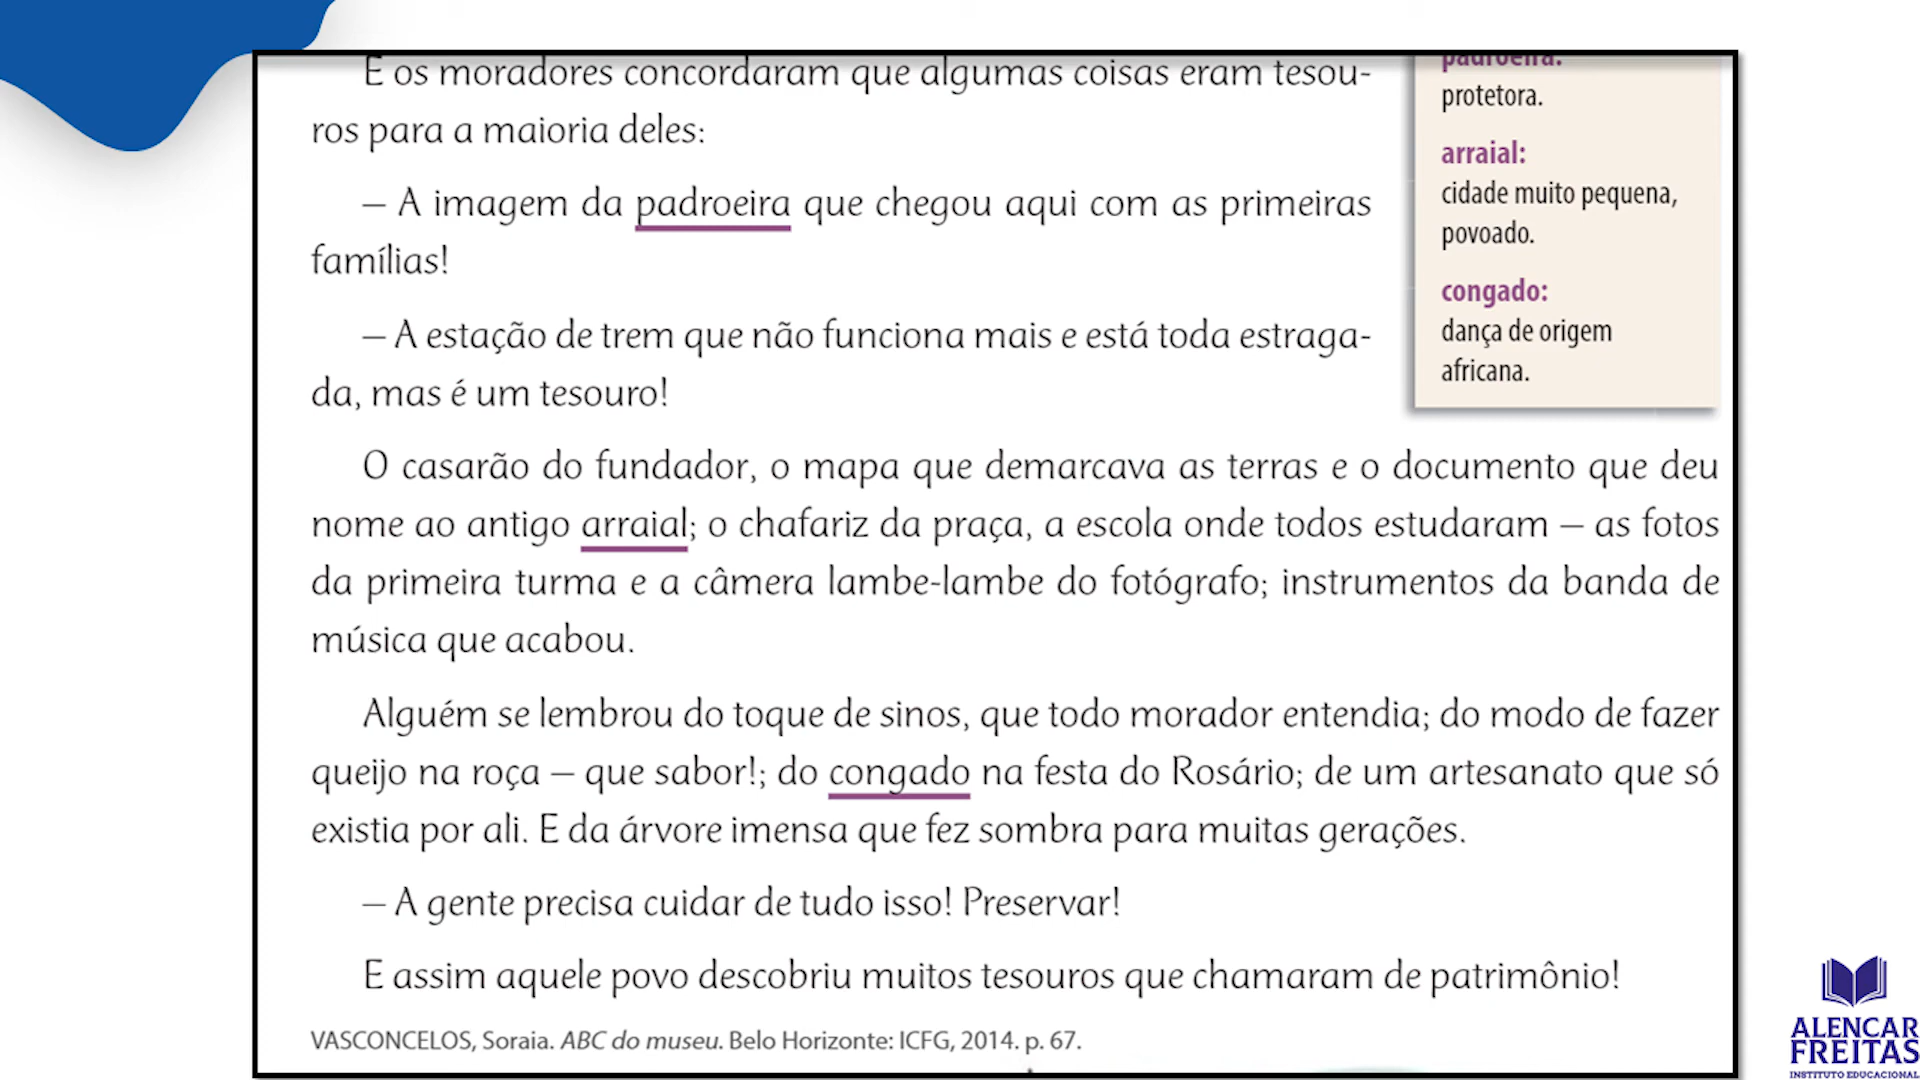 E os moradores concordaram que algumas coisas eram tesou-
ros para a maioria deles:
– A imagem da padroeira que chegou aqui com as primeiras
famílias!
– A estação de trem que não funciona mais e está toda estraga-
da, mas é um tesouro!
O casarão do fundador, o mapa que demarcava as terras e o documento que deu
nome ao antigo arraial; o chafariz da praça, a escola onde todos estudaram – as fotos
da primeira turma e a câmera lambe-lambe do fotógrafo; instrumentos da banda de
música que acabou.
Alguém se lembrou do toque de sinos, que todo morador entendia; do modo de fazer
queijo na roça – que sabor!; do congado na festa do Rosário; de um artesanato que só
existia por ali. E da árvore imensa que fez sombra para muitas gerações.
– A gente precisa cuidar de tudo isso! Preservar!
E assim aquele povo descobriu muitos tesouros que chamaram de patrimônio!
VASCONCELOS, Soraia. ABC do museu. Belo Horizonte: ICFG, 2014. p. 67.
padroeira:
protetora.
arraial:
cidade muito pequena,
povoado.
congado:
dança de origem
africana.
ALENCAR
FREITAS
INSTITUTO EDUCACIONAL